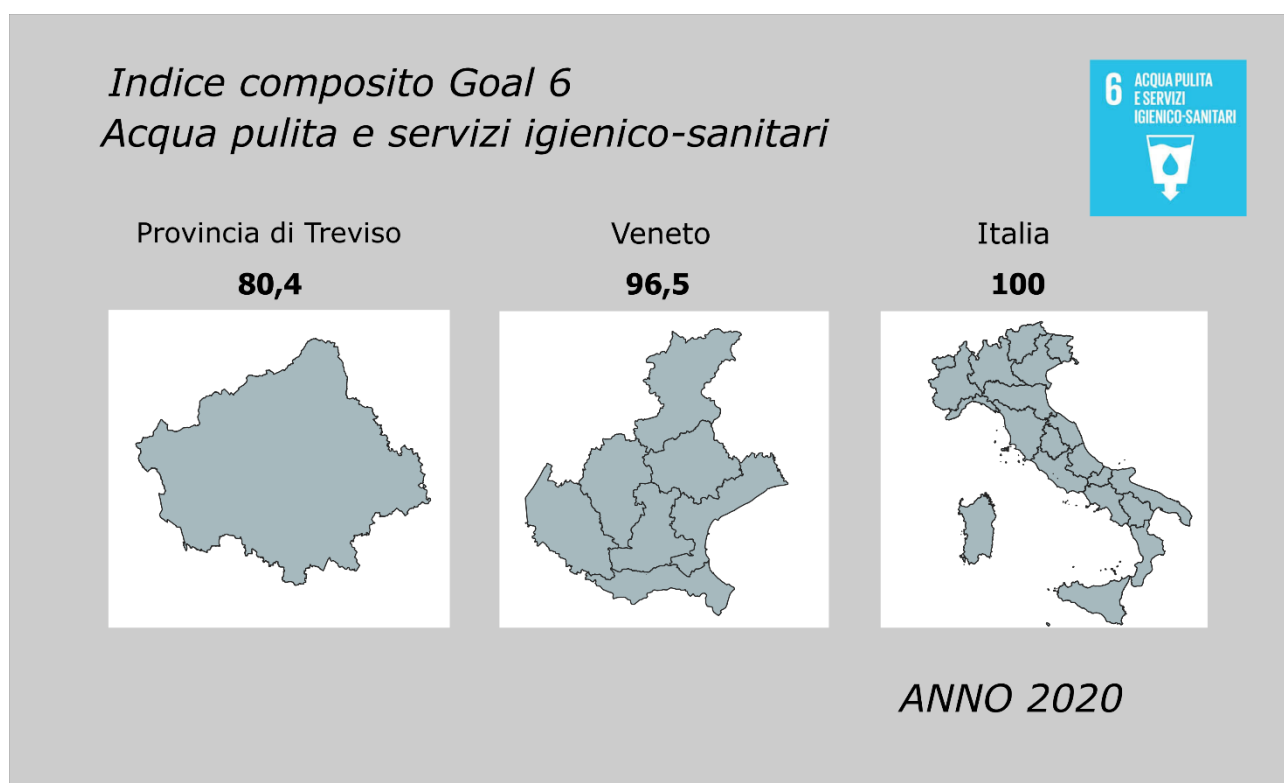 Indice composito Goal 6
Acqua pulita e servizi igienico-sanitari
6 ACQUA PULITA
E SERVIZI
IGIENICO-SANITARI
Provincia di Treviso
80,4
Veneto
96,5
Italia
100
ANNO 2020